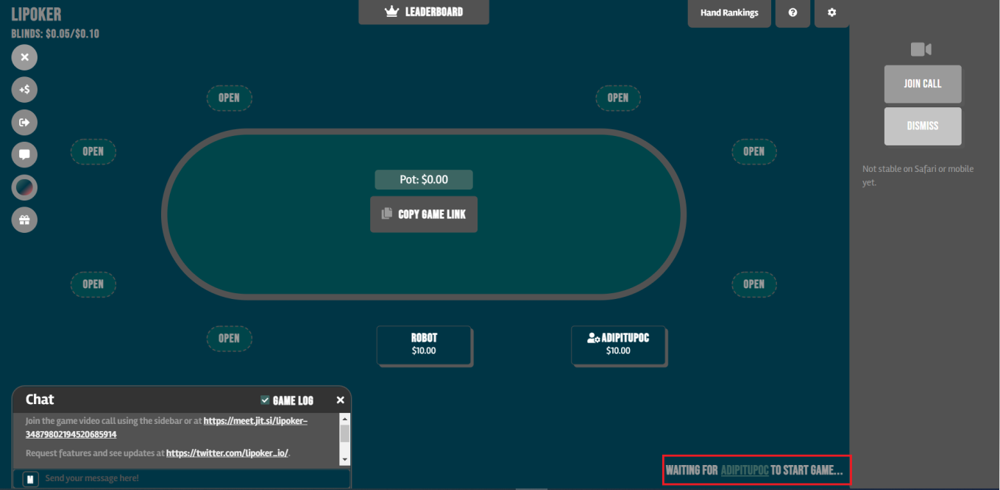 LIPOKER
BLINDS: $0.05/$0.10
LEADERBOARD
Hand Rankings
?
+$
JOIN CALL
DISMISS
Not stable on Safari or mobile
yet.
OPEN
OPEN
OPEN
OPEN
Pot: $0.00
COPY GAME LINK
OPEN
OPEN
OPEN
ROBOT
$10.00
ADIPITUPOC
$10.00
Chat
GAME LOG
Join the game video call using the sidebar or at https://meet.jit.si/lipoker-
34879802194520685914
Request features and see updates at https://twitter.com/lipoker_io/.
Send your message here!
WAITING FOR ADIPITUPOC TO START GAME...